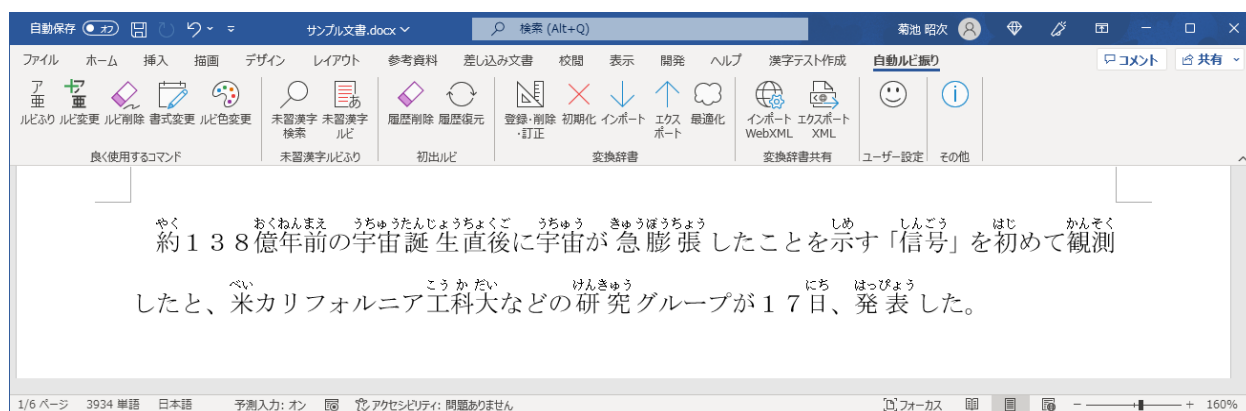 自動保存 オフ サンプル文書.docx 検索 (Alt+Q) 菊池 昭次
ファイル ホーム 挿入 描画 デザイン レイアウト 参考資料 差し込み文書 校閲 表示 開発 ヘルプ 漢字テスト作成 自動ルビ振り コメント 共有
ア亜 ルビふり ルビ変更 ルビ削除 書式変更 ルビ色変更 未習漢字検索 未習漢字ルビ 履歴削除 履歴復元 登録・削除・訂正 初期化 インポート エクスポート 最適化 インポートWebXML エクスポートXML
良く使用するコマンド 未習漢字ルビふり 初出ルビ 変換辞書 変換辞書共有 ユーザー設定 その他
やく おくねんまえ うちゅうたんじょうちょくご うちゅう きゅうぼうちょう しめ しんごう はじ かんそく
約138億年前の宇宙誕生直後に宇宙が急膨張したことを示す「信号」を初めて観測
べい こうかだい けんきゅう にち はっぴょう
したと、米カリフォルニア工科大などの研究グループが17日、発表した。
1/6 ページ 3934 単語 日本語 予測入力: オン アクセシビリティ: 問題ありません フォーカス 160%